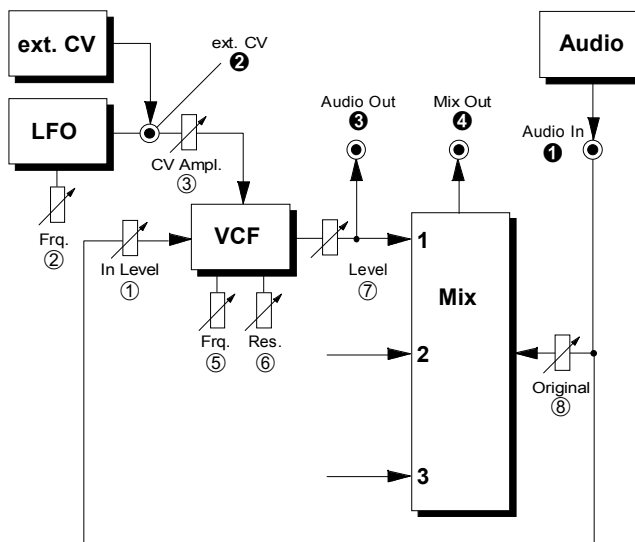 ext. CV
ext. CV
❷
Audio
LFO
CV Ampl.
③
Audio Out
❸
Mix Out
❹
Audio In
❶
Frq.
②
In Level
①
VCF
Level
⑦
1
Mix
Frq.
⑤
Res.
⑥
2
Original
⑧
3